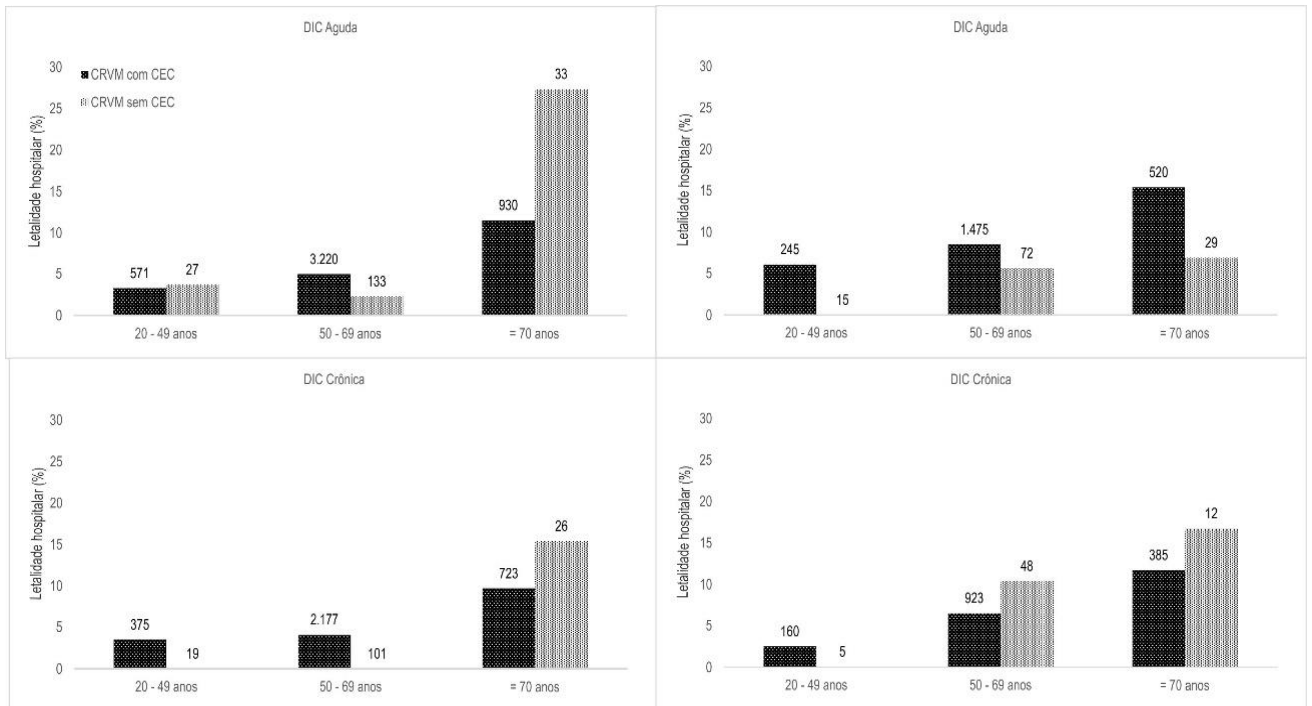 DIC Aguda
Letalidade hospitalar (%)
30
25
20
15
10
5
0
CRVM com CEC
CRVM sem CEC
571
27
3.220
133
930
33
20 - 49 anos
50 - 69 anos
= 70 anos
DIC Aguda
Letalidade hospitalar (%)
30
25
20
15
10
5
0
245
15
1.475
72
520
29
20 - 49 anos
50 - 69 anos
= 70 anos
DIC Crônica
Letalidade hospitalar (%)
30
25
20
15
10
5
0
375
19
2.177
101
723
26
20 - 49 anos
50 - 69 anos
= 70 anos
DIC Crônica
Letalidade hospitalar (%)
30
25
20
15
10
5
0
160
5
923
48
385
12
20 - 49 anos
50 - 69 anos
= 70 anos